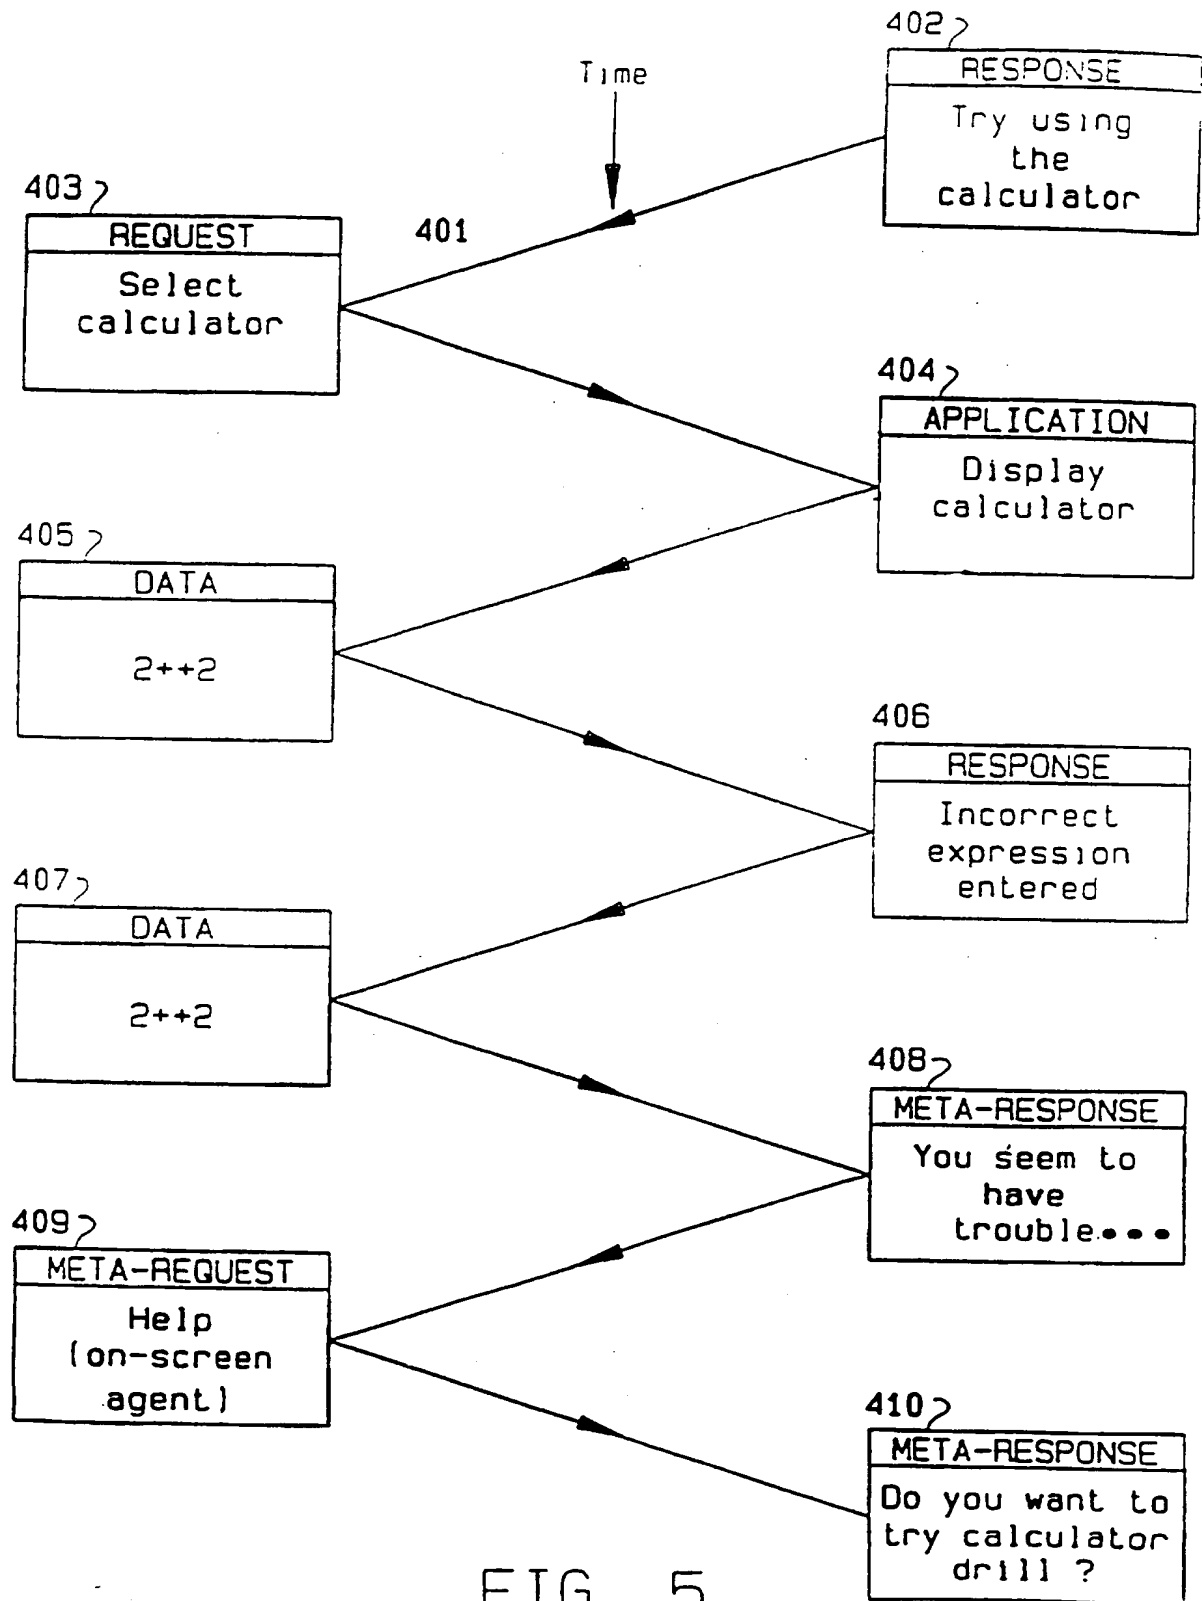 402
RESPONSE
Try using
the
calculator
Time
403
REQUEST
Select
calculator
401
404
APPLICATION
Display
calculator
405
DATA
2++2
406
RESPONSE
Incorrect
expression
entered
407
DATA
2++2
408
META-RESPONSE
You seem to
have
trouble...
409
META-REQUEST
Help
(on-screen
agent)
410
META-RESPONSE
Do you want to
try calculator
drill ?
FIG. 5